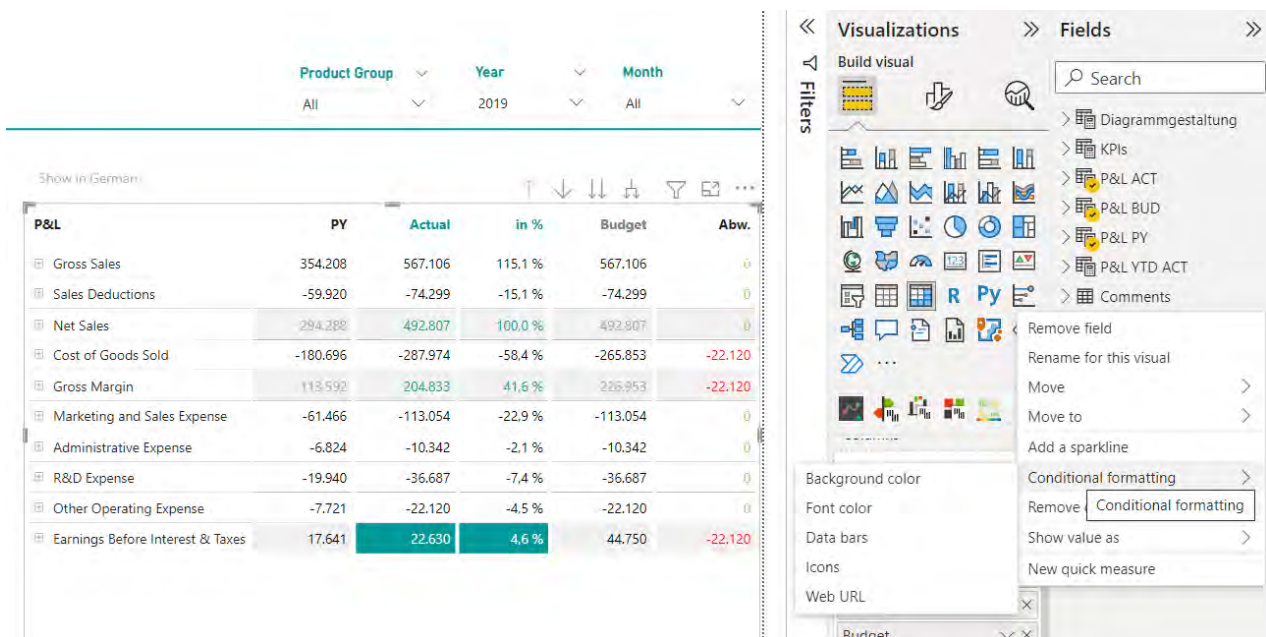 Product Group Year Month
All 2019 All
Show in German
P&L PY Actual in % Budget Abw.
Gross Sales 354.208 567.106 115,1 % 567.106 0
Sales Deductions -59.920 -74.299 -15,1 % -74.299 0
Net Sales 294.288 492.807 100,0 % 492.807 0
Cost of Goods Sold -180.696 -287.974 -58,4 % -265.853 -22.120
Gross Margin 113.592 204.833 41,6 % 226.953 -22.120
Marketing and Sales Expense -61.466 -113.054 -22,9 % -113.054 0
Administrative Expense -6.824 -10.342 -2,1 % -10.342 0
R&D Expense -19.940 -36.687 -7,4 % -36.687 0
Other Operating Expense -7.721 -22.120 -4,5 % -22.120 0
Earnings Before Interest & Taxes 17.641 22.630 4,6 % 44.750 -22.120
Filters
Visualizations
Build visual
123
R Py
Background color
Font color
Data bars
Icons
Web URL
Budget
Fields
Search
Diagrammgestaltung
KPIs
P&L ACT
P&L BUD
P&L PY
P&L YTD ACT
Comments
Remove field
Rename for this visual
Move
Move to
Add a sparkline
Conditional formatting
Remove
Conditional formatting
Show value as
New quick measure